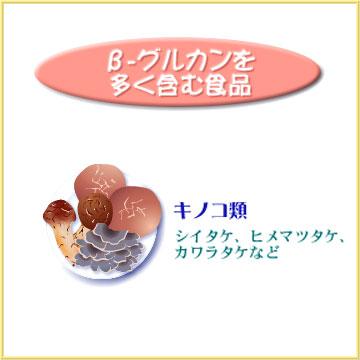 β-グルカンを
多く含む食品
キノコ類
シイタケ、ヒメマツタケ、
カワラタケなど